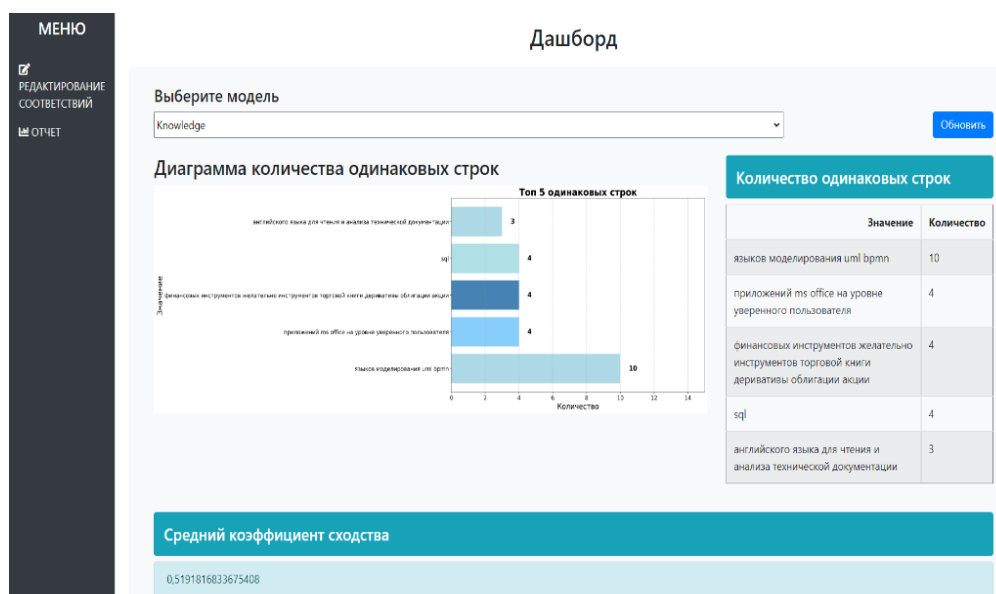 МЕНЮ
РЕДАКТИРОВАНИЕ
СООТВЕТСТВИЙ
ОТЧЕТ
Дашборд
Выберите модель
Knowledge
Обновить
Диаграмма количества одинаковых строк
Топ 5 одинаковых строк
Значение
английского языка для чтения и анализа технической документации
3
sql
4
финансовых инструментов желательно инструментов торговой книги деривативы облигации акции
4
приложений ms office на уровне уверенного пользователя
4
языков моделирования uml bpmn
10
0 2 4 6 8 10 12 14
Количество
Количество одинаковых строк
Значение Количество
языков моделирования uml bpmn 10
приложений ms office на уровне 4
уверенного пользователя
финансовых инструментов желательно 4
инструментов торговой книги
деривативы облигации акции
sql 4
английского языка для чтения и 3
анализа технической документации
Средний коэффициент сходства
0,5191816833675408